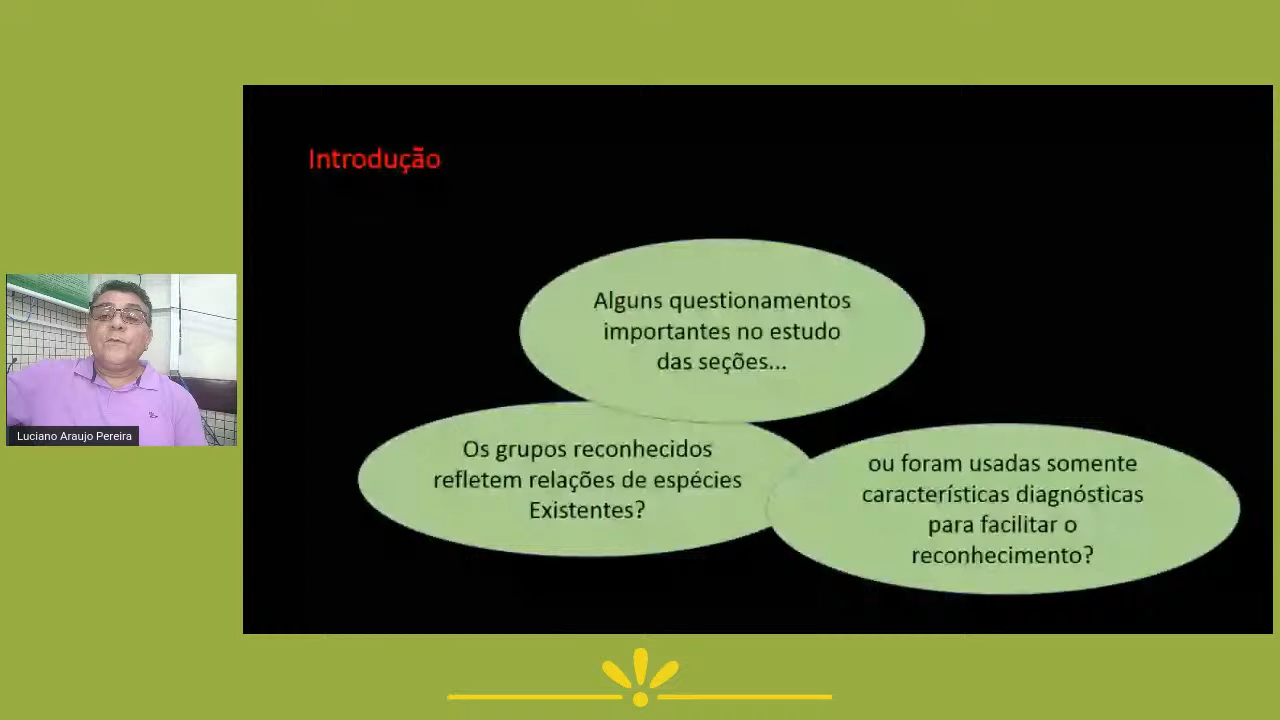 Introdução
Alguns questionamentos
importantes no estudo
das seções...
Os grupos reconhecidos
refletem relações de espécies
Existentes?
ou foram usadas somente
características diagnósticas
para facilitar o
reconhecimento?
Luciano Araujo Pereira